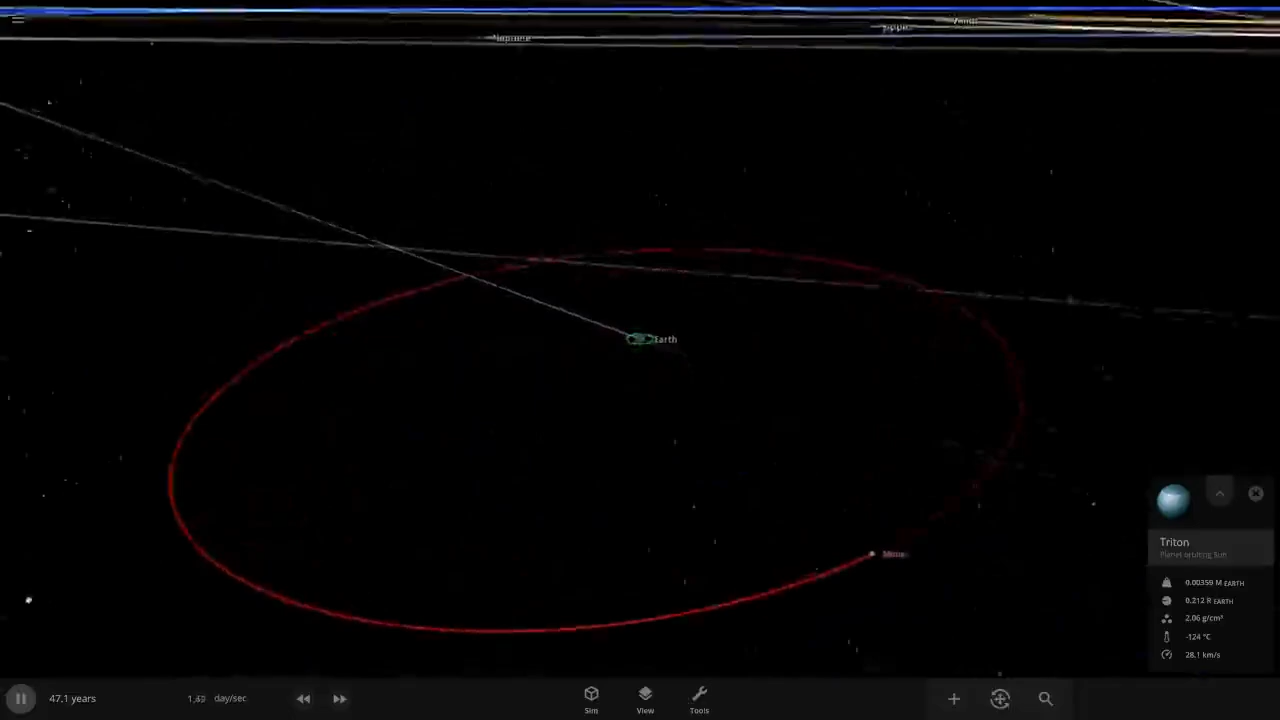 Neptune
Earth
Triton
Planet orbiting Sun
0.00359 M EARTH
0.212 R EARTH
2.06 g/cm³
-124 °C
28.1 km/s
47.1 years
day/sec
Sim
View
Tools